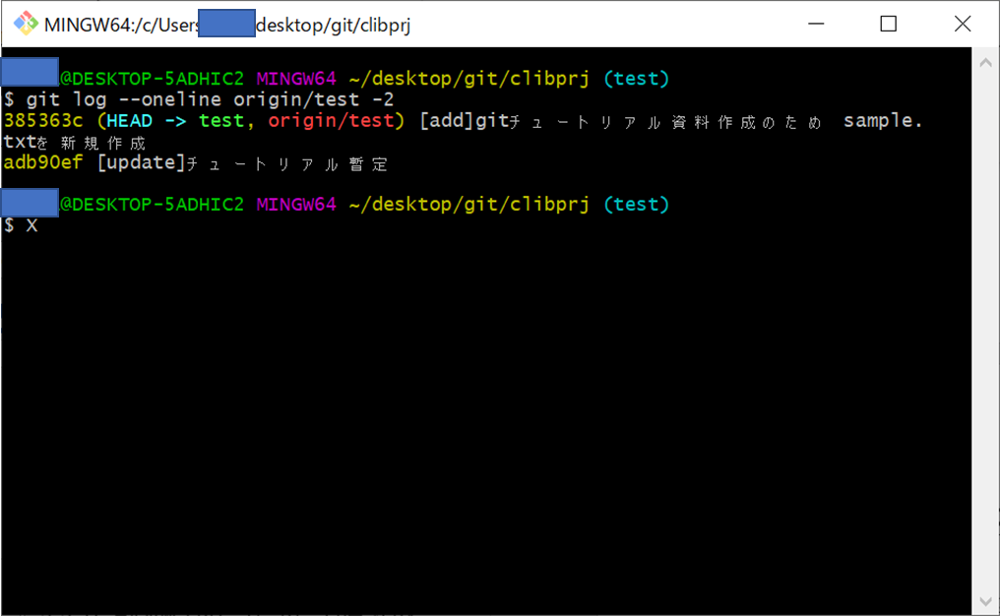 MINGW64:/c/Users desktop/git/clibprj
@DESKTOP-5ADHIC2 MINGW64 ~/desktop/git/clibprj (test)
$ git log --oneline origin/test -2
385363c (HEAD -> test, origin/test) [add]gitチュートリアル資料作成のため sample.
txtを新規作成
adb90ef [update]チュートリアル暫定
@DESKTOP-5ADHIC2 MINGW64 ~/desktop/git/clibprj (test)
$ X